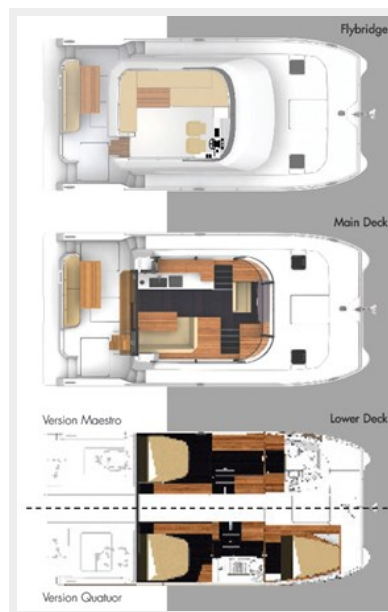 Flybridge
Main Deck
Version Maestro
Lower Deck
Version Quatuor